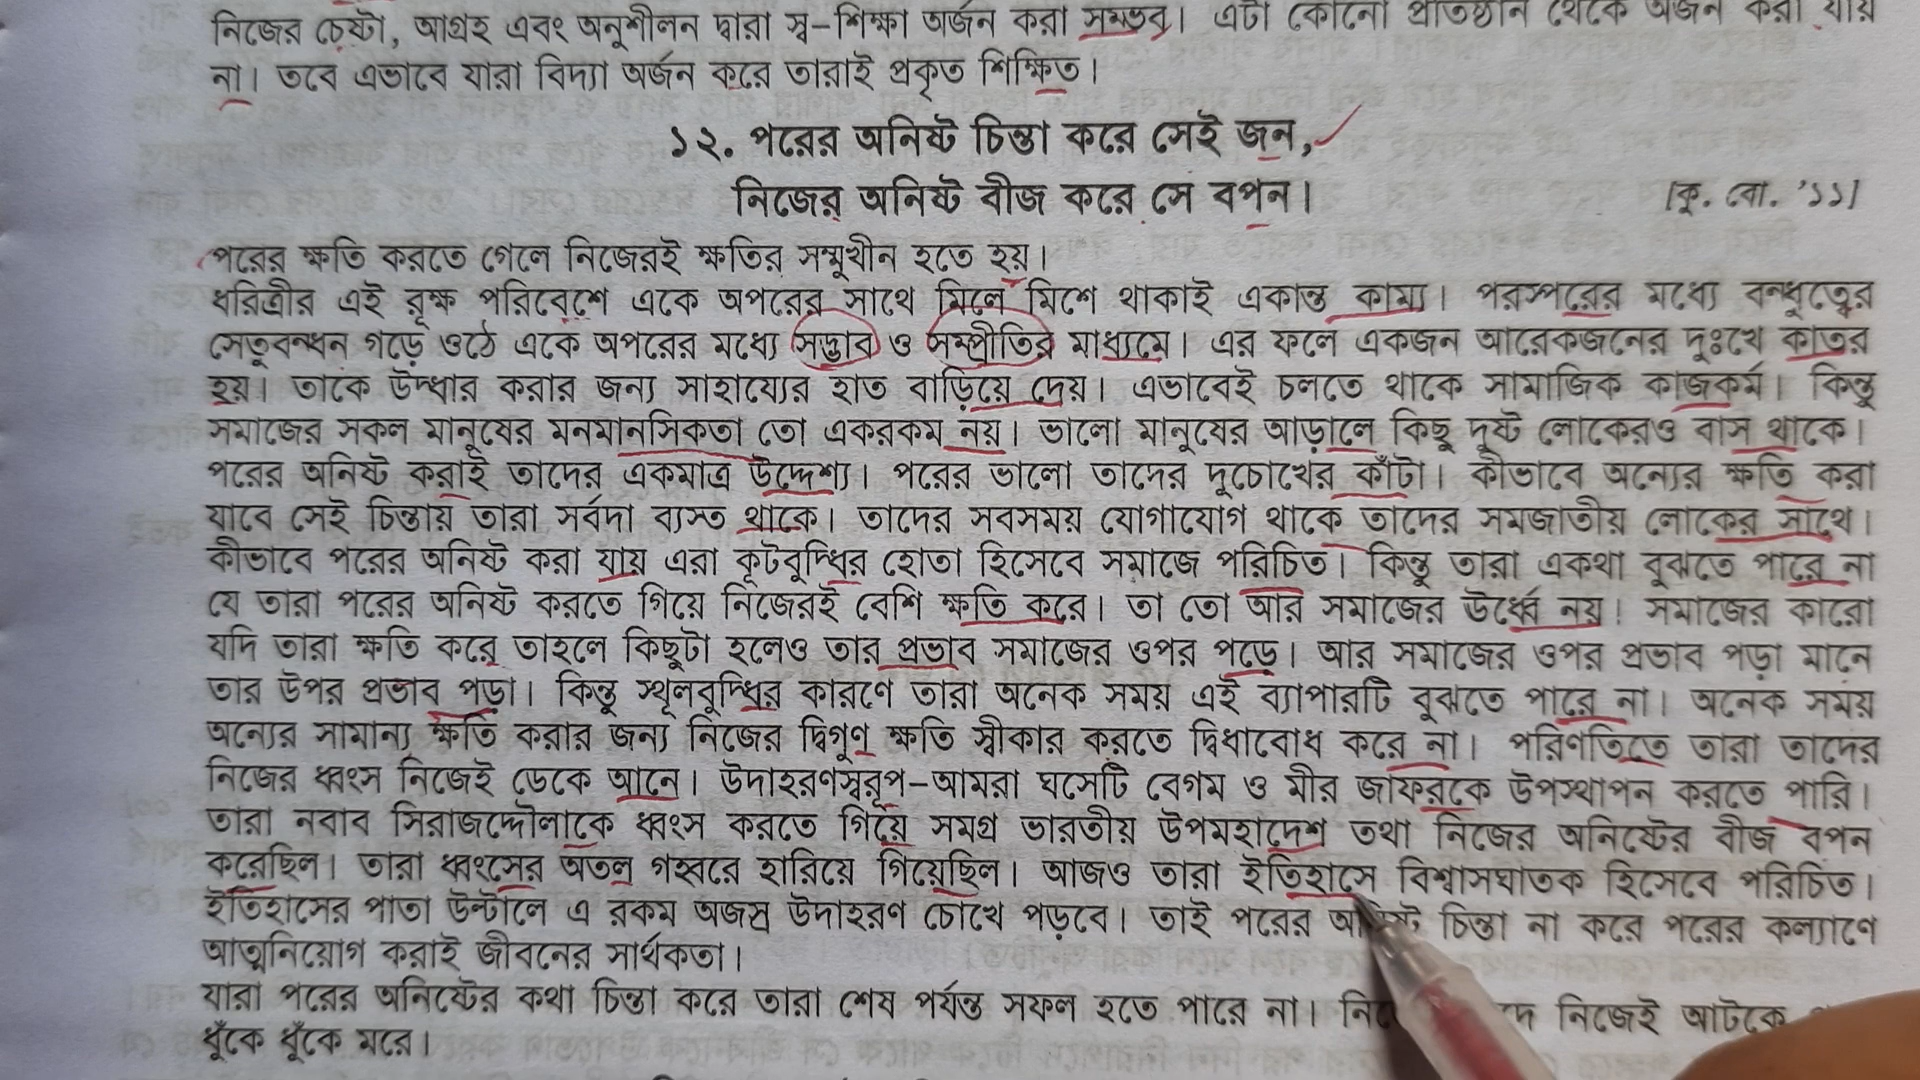 নিজের চেষ্টা, আগ্রহ এবং অনুশীলন দ্বারা স্ব-শিক্ষা অর্জন করা সম্ভব। এটা কোনো প্রতিষ্ঠান থেকে অর্জন করা যায়
না। তবে এভাবে যারা বিদ্যা অর্জন করে তারাই প্রকৃত শিক্ষিত।
১২. পরের অনিষ্ট চিন্তা করে সেই জন,
নিজের অনিষ্ট বীজ করে সে বপন। [কু. বো. '১১]
পরের ক্ষতি করতে গেলে নিজেরই ক্ষতির সম্মুখীন হতে হয়।
ধরিত্রীর এই রূক্ষ পরিবেশে একে অপরের সাথে মিলে মিশে থাকাই একান্ত কাম্য। পরস্পরের মধ্যে বন্ধুত্বের
সেতুবন্ধন গড়ে ওঠে একে অপরের মধ্যে সদ্ভাব ও সম্প্রীতির মাধ্যমে। এর ফলে একজন আরেকজনের দুঃখে কাতর
হয়। তাকে উদ্ধার করার জন্য সাহায্যের হাত বাড়িয়ে দেয়। এভাবেই চলতে থাকে সামাজিক কাজকর্ম। কিন্তু
সমাজের সকল মানুষের মনমানসিকতা তো একরকম নয়। ভালো মানুষের আড়ালে কিছু দুষ্ট লোকেরও বাস থাকে।
পরের অনিষ্ট করাই তাদের একমাত্র উদ্দেশ্য। পরের ভালো তাদের দুচোখের কাঁটা। কীভাবে অন্যের ক্ষতি করা
যাবে সেই চিন্তায় তারা সর্বদা ব্যস্ত থাকে। তাদের সবসময় যোগাযোগ থাকে তাদের সমজাতীয় লোকের সাথে।
কীভাবে পরের অনিষ্ট করা যায় এরা কূটবুদ্ধির হোতা হিসেবে সমাজে পরিচিত। কিন্তু তারা একথা বুঝতে পারে না
যে তারা পরের অনিষ্ট করতে গিয়ে নিজেরই বেশি ক্ষতি করে। তা তো আর সমাজের ঊর্ধ্বে নয়। সমাজের কারো
যদি তারা ক্ষতি করে তাহলে কিছুটা হলেও তার প্রভাব সমাজের ওপর পড়ে। আর সমাজের ওপর প্রভাব পড়া মানে
তার উপর প্রভাব পড়া। কিন্তু স্থূলবুদ্ধির কারণে তারা অনেক সময় এই ব্যাপারটি বুঝতে পারে না। অনেক সময়
অন্যের সামান্য ক্ষতি করার জন্য নিজের দ্বিগুণ ক্ষতি স্বীকার করতে দ্বিধাবোধ করে না। পরিণতিতে তারা তাদের
নিজের ধ্বংস নিজেই ডেকে আনে। উদাহরণস্বরূপ-আমরা ঘসেটি বেগম ও মীর জাফরকে উপস্থাপন করতে পারি।
তারা নবাব সিরাজদ্দৌলাকে ধ্বংস করতে গিয়ে সমগ্র ভারতীয় উপমহাদেশ তথা নিজের অনিষ্টের বীজ বপন
করেছিল। তারা ধ্বংসের অতল গহ্বরে হারিয়ে গিয়েছিল। আজও তারা ইতিহাসে বিশ্বাসঘাতক হিসেবে পরিচিত।
ইতিহাসের পাতা উল্টালে এ রকম অজস্র উদাহরণ চোখে পড়বে। তাই পরের অনিষ্ট চিন্তা না করে পরের কল্যাণে
আত্মনিয়োগ করাই জীবনের সার্থকতা।
যারা পরের অনিষ্টের কথা চিন্তা করে তারা শেষ পর্যন্ত সফল হতে পারে না। নিজেই আটকে
ধুঁকে ধুঁকে মরে।